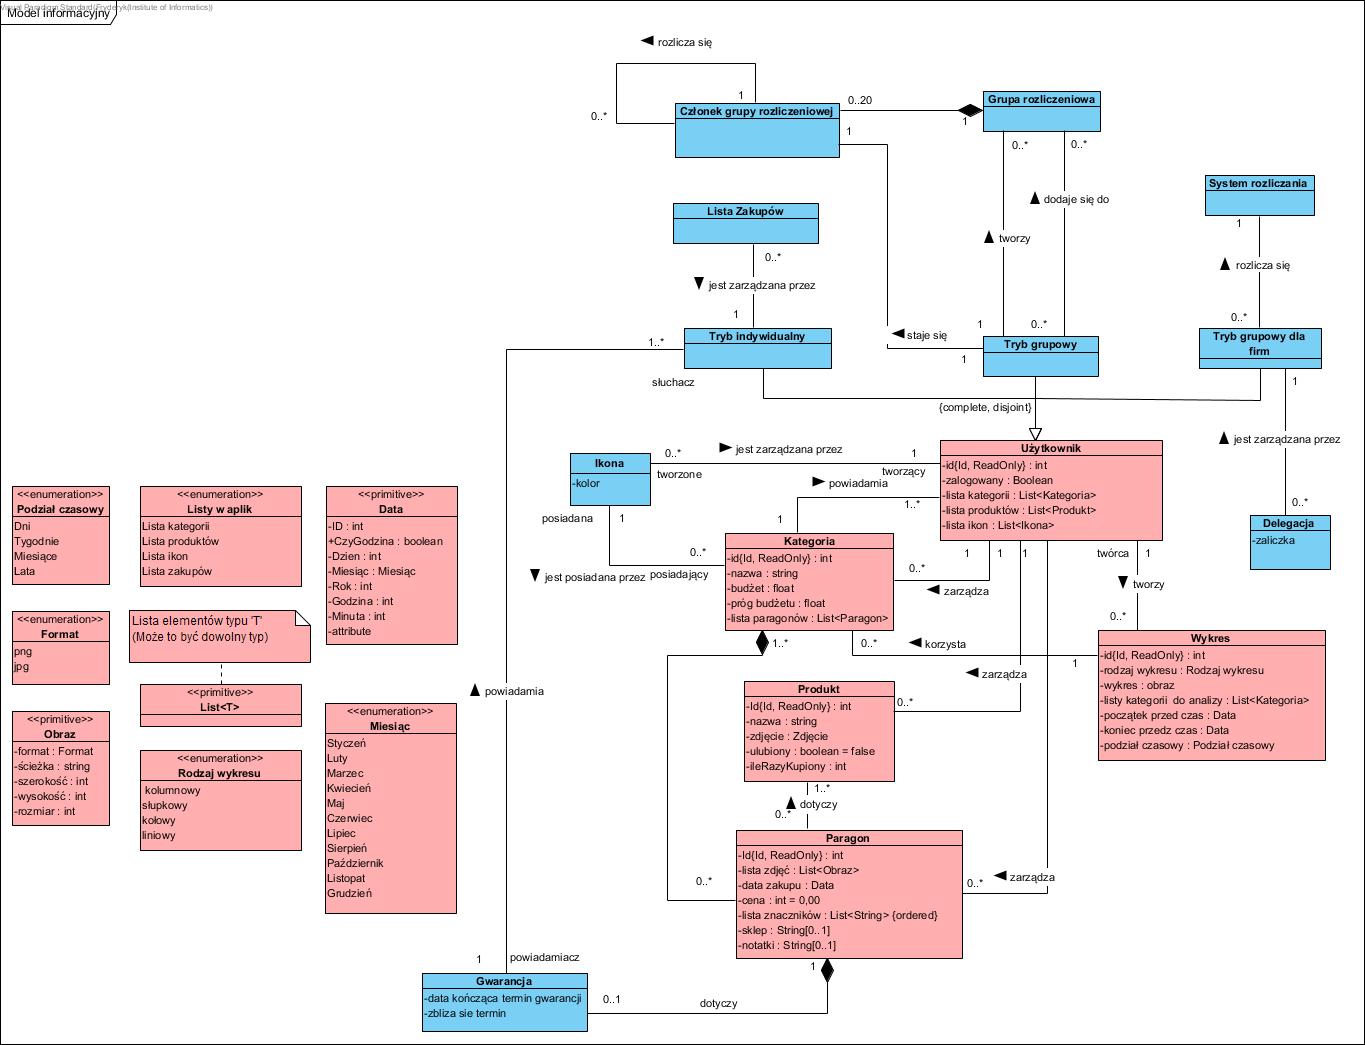 Visual Paradigm Standard(Fryderyk(Institute of Informatics))
Model informacyjny
rozlicza się
1
0..*
Członek grupy rozliczeniowej
0..20
1
Grupa rozliczeniowa
1
0..*
0..*
dodaje się do
tworzy
System rozliczania
1
rozlicza się
0..*
Lista Zakupów
0..*
jest zarządzana przez
1
Tryb indywidualny
1..*
słuchacz
staje się
1
1
0..*
Tryb grupowy
Tryb grupowy dla
firm
1
{complete, disjoint}
jest zarządzana przez
0..*
Delegacja
-zaliczka
Ikona
-kolor
0..*
jest zarządzana przez
1
tworzone
tworzący
powiadamia
1..*
1
posiadana
1
0..*
jest posiadana przez
posiadający
Użytkownik
-id{Id, ReadOnly} : int
-zalogowany : Boolean
-lista kategorii : List<Kategoria>
-lista produktów : List<Produkt>
-lista ikon : List<Ikona>
1
1
1
twórca
1
tworzy
0..*
Kategoria
-id{Id, ReadOnly} : int
-nazwa : string
-budżet : float
-próg budżetu : float
-lista paragonów : List<Paragon>
0..*
zarządza
1..*
0..*
korzysta
1
zarządza
Wykres
-id{Id, ReadOnly} : int
-rodzaj wykresu : Rodzaj wykresu
-wykres : obraz
-listy kategorii  do analizy : List<Kategoria>
-początek przed czas : Data
-koniec przedz czas : Data
-podział czasowy : Podział czasowy
Produkt
-Id{Id, ReadOnly} : int
-nazwa : string
-zdjęcie : Zdjęcie
-ulubiony : boolean = false
-ileRazyKupiony : int
0..*
1..*
dotyczy
0..*
Paragon
-Id{Id, ReadOnly} : int
-lista zdjęć : List<Obraz>
-data zakupu : Data
-cena : int = 0,00
-lista znaczników : List<String> {ordered}
-sklep : String[0..1]
-notatki : String[0..1]
0..*
0..*
zarządza
1
<<enumeration>>
Podział czasowy
Dni
Tygodnie
Miesiące
Lata
<<enumeration>>
Listy w aplik
Lista kategorii
Lista produktów
Lista ikon
Lista zakupów
<<primitive>>
Data
-ID : int
+CzyGodzina : boolean
-Dzien : int
-Miesiąc : Miesiąc
-Rok : int
-Godzina : int
-Minuta : int
-attribute
<<enumeration>>
Format
png
jpg
Lista elementów typu 'T'
(Może to być dowolny typ)
<<primitive>>
List<T>
<<primitive>>
Obraz
-format : Format
-ścieżka : string
-szerokość : int
-wysokość : int
-rozmiar : int
<<enumeration>>
Rodzaj wykresu
kolumnowy
słupkowy
kołowy
liniowy
<<enumeration>>
Miesiąc
Styczeń
Luty
Marzec
Kwiecień
Maj
Czerwiec
Lipiec
Sierpień
Październik
Listopat
Grudzień
powiadamia
1
powiadamiacz
Gwarancja
-data kończąca termin gwarancji
-zbliza sie termin
0..1
dotyczy